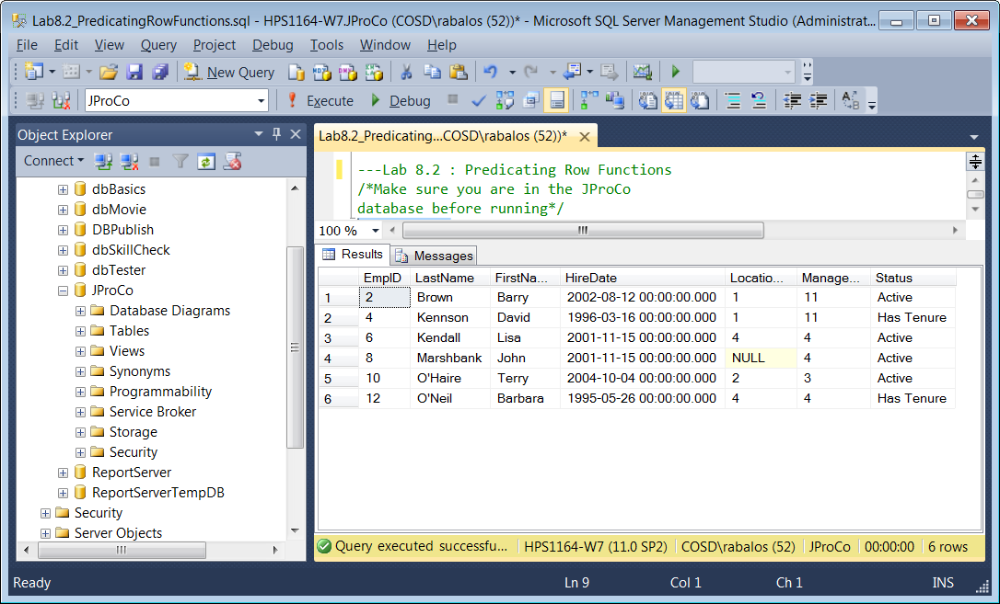 Lab8.2_PredicatingRowFunctions.sql - HPS1164-W7.JProCo (COSD\rabalos (52))* - Microsoft SQL Server Management Studio (Administrat...
File Edit View Query Project Debug Tools Window Help
New Query
JProCo Execute Debug
Object Explorer
Connect
dbBasics
dbMovie
DBPublish
dbSkillCheck
dbTester
JProCo
Database Diagrams
Tables
Views
Synonyms
Programmability
Service Broker
Storage
Security
ReportServer
ReportServerTempDB
Security
Server Objects
Lab8.2_Predicating...COSD\rabalos (52))*
---Lab 8.2 : Predicating Row Functions
/*Make sure you are in the JProCo
database before running*/
100 %
Results Messages
EmpID LastName FirstNa... HireDate Locatio... Manage... Status
1 2 Brown Barry 2002-08-12 00:00:00.000 1 11 Active
2 4 Kennson David 1996-03-16 00:00:00.000 1 11 Has Tenure
3 6 Kendall Lisa 2001-11-15 00:00:00.000 4 4 Active
4 8 Marshbank John 2001-11-15 00:00:00.000 NULL 4 Active
5 10 O'Haire Terry 2004-10-04 00:00:00.000 2 3 Active
6 12 O'Neil Barbara 1995-05-26 00:00:00.000 4 4 Has Tenure
Query executed successfu... HPS1164-W7 (11.0 SP2) COSD\rabalos (52) JProCo 00:00:00 6 rows
Ready Ln 9 Col 1 Ch 1 INS